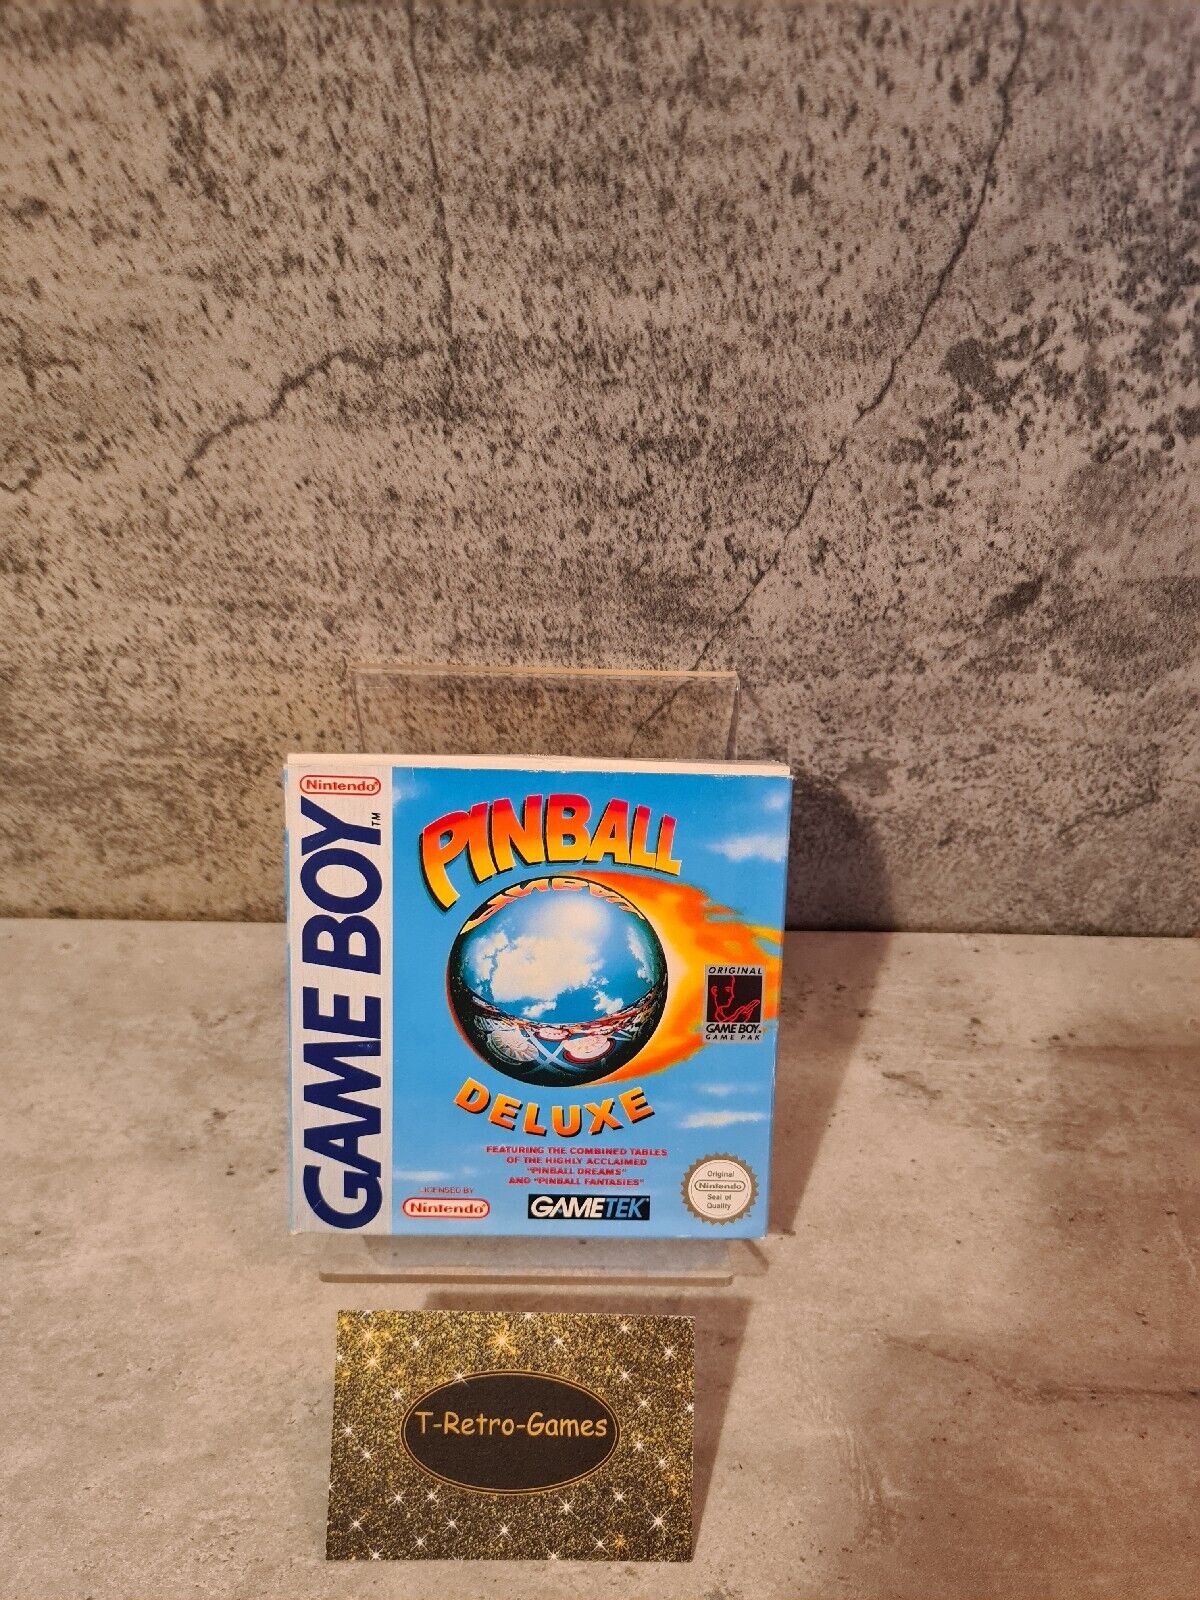 Nintendo®
GAME BOY™
PINBALL
PINBALL
DELUXE
ORIGINAL
GAME BOY®
GAME PAK
FEATURING THE COMBINED TABLES
OF THE HIGHLY ACCLAIMED
"PINBALL DREAMS"
AND "PINBALL FANTASIES"
LICENSED BY
Nintendo®
GAMETEK
Original
Nintendo
Seal of
Quality
T-Retro-Games